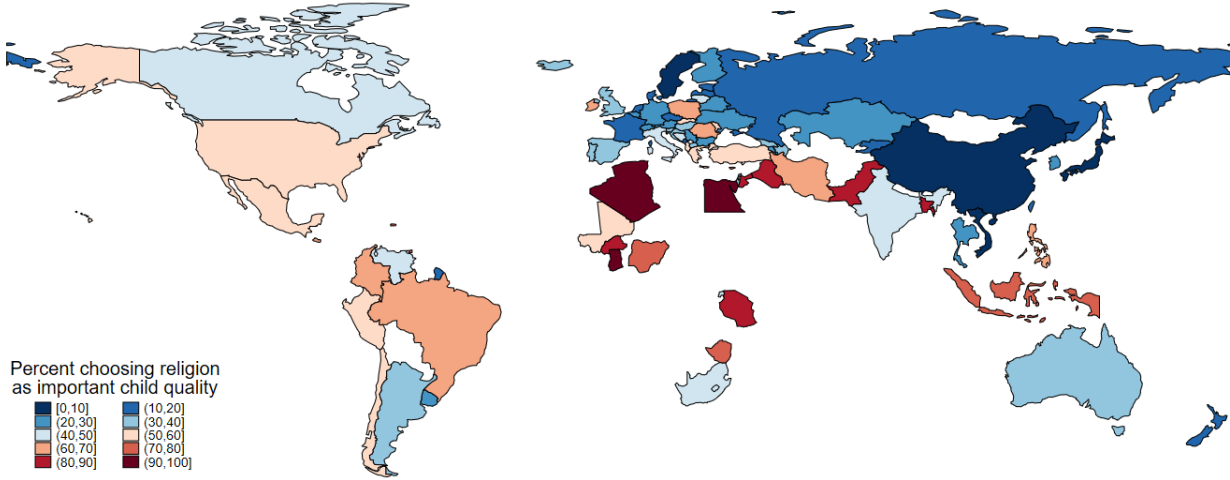 Percent choosing religion
as important child quality
[0,10] (10,20]
(20,30] (30,40]
(40,50] (50,60]
(60,70] (70,80]
(80,90] (90,100]